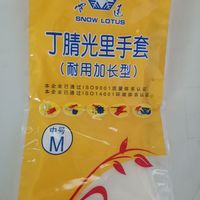 雪莲
SNOW LOTUS
丁腈光里手套
(耐用加长型)
本企业已通过ISO9001质量体系认证
本企业已通过ISO14001环境体系认证
中号
M